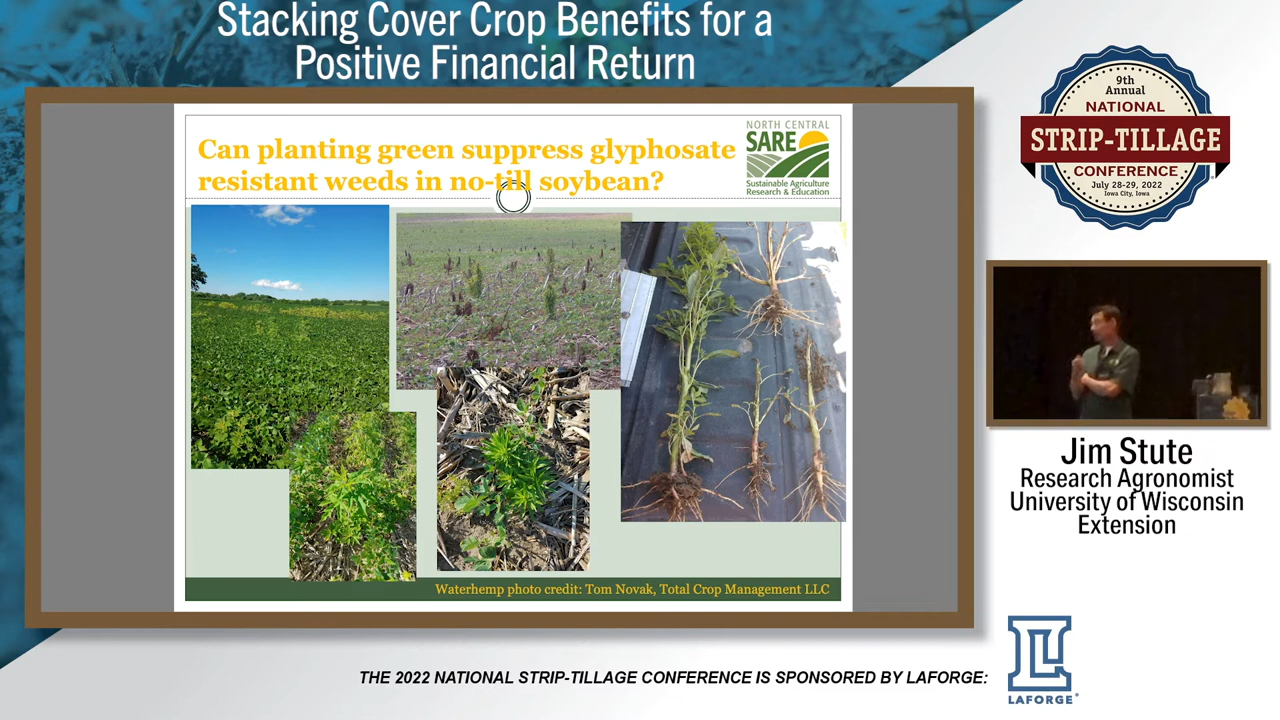 Stacking Cover Crop Benefits for a
Positive Financial Return
Can planting green suppress glyphosate
resistant weeds in no-till soybean?
NORTH CENTRAL
SARE
Sustainable Agriculture
Research & Education
Waterhemp photo credit: Tom Novak, Total Crop Management LLC
9th
Annual
NATIONAL
STRIP-TILLAGE
CONFERENCE
July 28-29, 2022
Iowa City, Iowa
Jim Stute
Research Agronomist
University of Wisconsin
Extension
THE 2022 NATIONAL STRIP-TILLAGE CONFERENCE IS SPONSORED BY LAFORGE:
LAFORGE